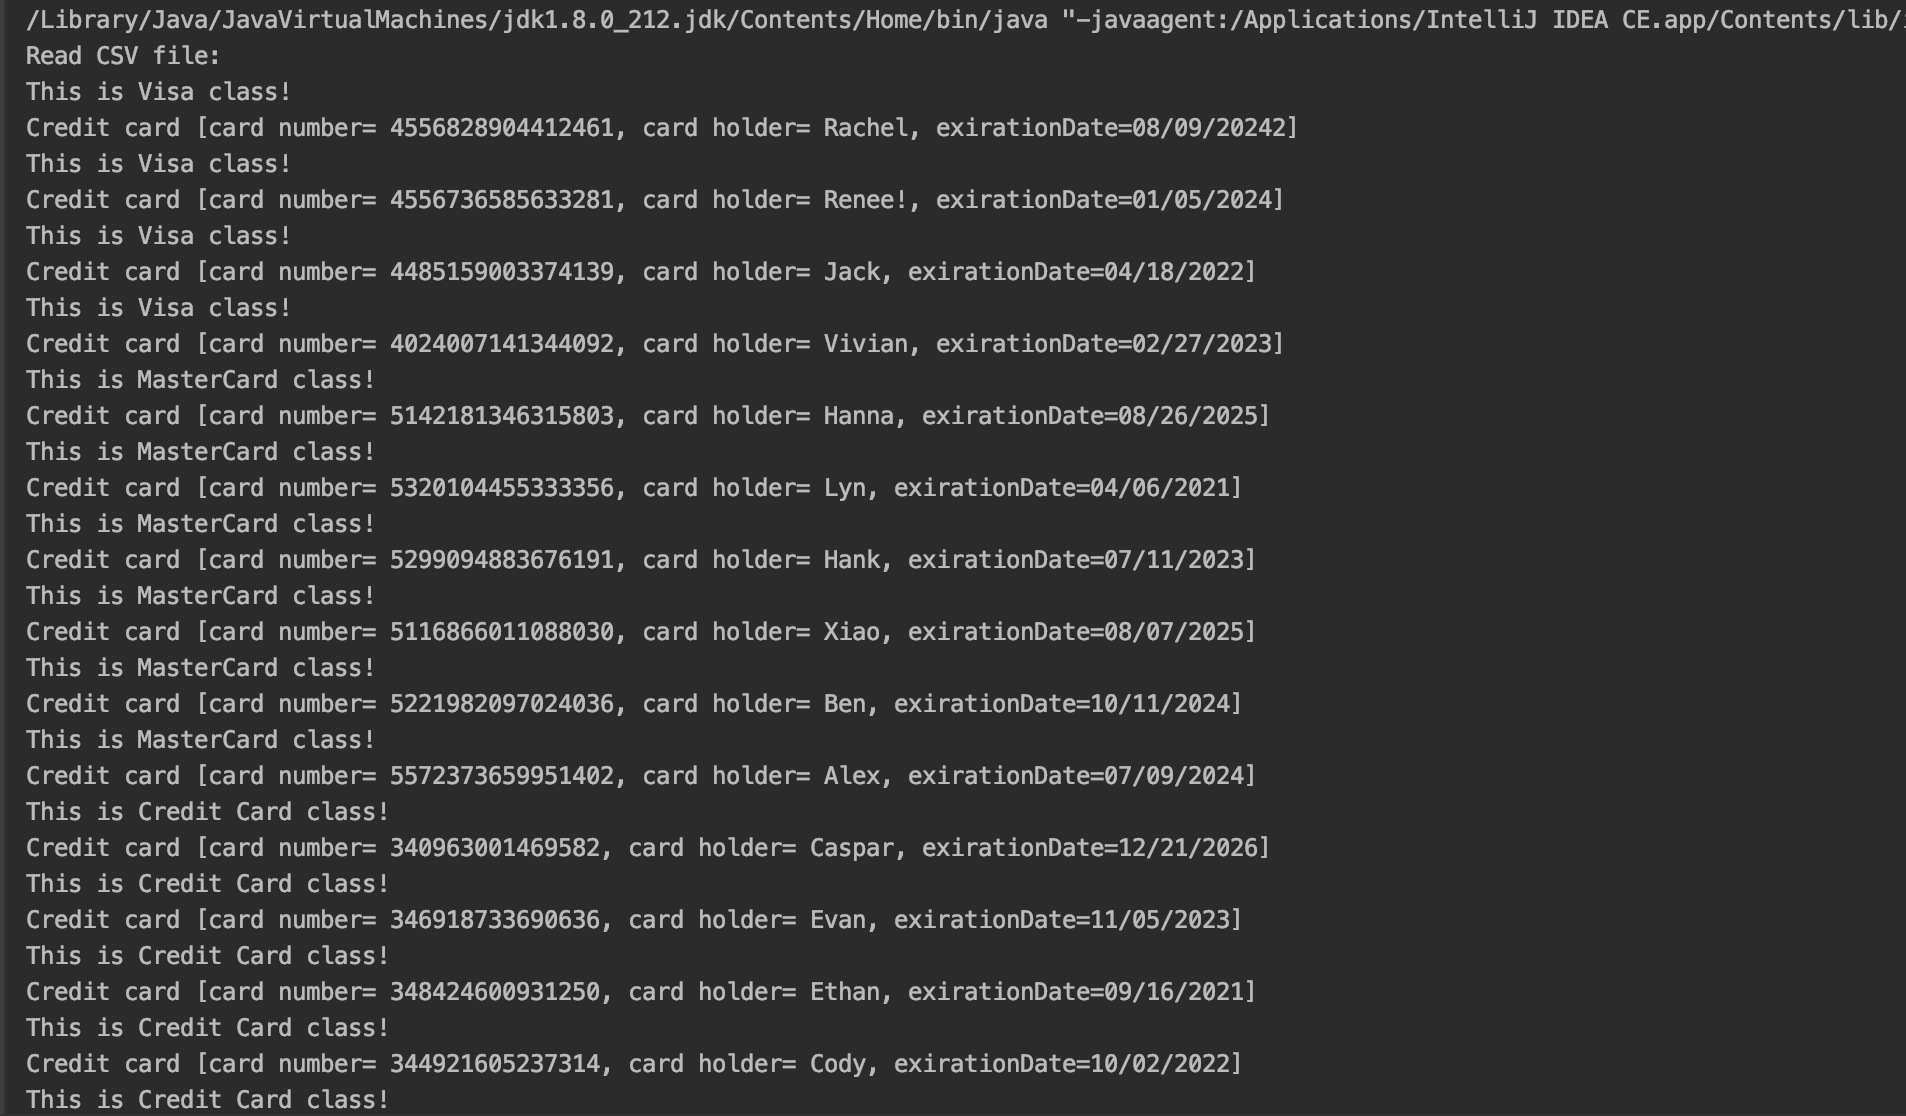 /Library/Java/JavaVirtualMachines/jdk1.8.0_212.jdk/Contents/Home/bin/java "-javaagent:/Applications/IntelliJ IDEA CE.app/Contents/lib/
Read CSV file:
This is Visa class!
Credit card [card number= 4556828904412461, card holder= Rachel, exirationDate=08/09/20242]
This is Visa class!
Credit card [card number= 4556736585633281, card holder= Renee!, exirationDate=01/05/2024]
This is Visa class!
Credit card [card number= 4485159003374139, card holder= Jack, exirationDate=04/18/2022]
This is Visa class!
Credit card [card number= 4024007141344092, card holder= Vivian, exirationDate=02/27/2023]
This is MasterCard class!
Credit card [card number= 5142181346315803, card holder= Hanna, exirationDate=08/26/2025]
This is MasterCard class!
Credit card [card number= 5320104455333356, card holder= Lyn, exirationDate=04/06/2021]
This is MasterCard class!
Credit card [card number= 5299094883676191, card holder= Hank, exirationDate=07/11/2023]
This is MasterCard class!
Credit card [card number= 5116866011088030, card holder= Xiao, exirationDate=08/07/2025]
This is MasterCard class!
Credit card [card number= 5221982097024036, card holder= Ben, exirationDate=10/11/2024]
This is MasterCard class!
Credit card [card number= 5572373659951402, card holder= Alex, exirationDate=07/09/2024]
This is Credit Card class!
Credit card [card number= 340963001469582, card holder= Caspar, exirationDate=12/21/2026]
This is Credit Card class!
Credit card [card number= 346918733690636, card holder= Evan, exirationDate=11/05/2023]
This is Credit Card class!
Credit card [card number= 348424600931250, card holder= Ethan, exirationDate=09/16/2021]
This is Credit Card class!
Credit card [card number= 344921605237314, card holder= Cody, exirationDate=10/02/2022]
This is Credit Card class!